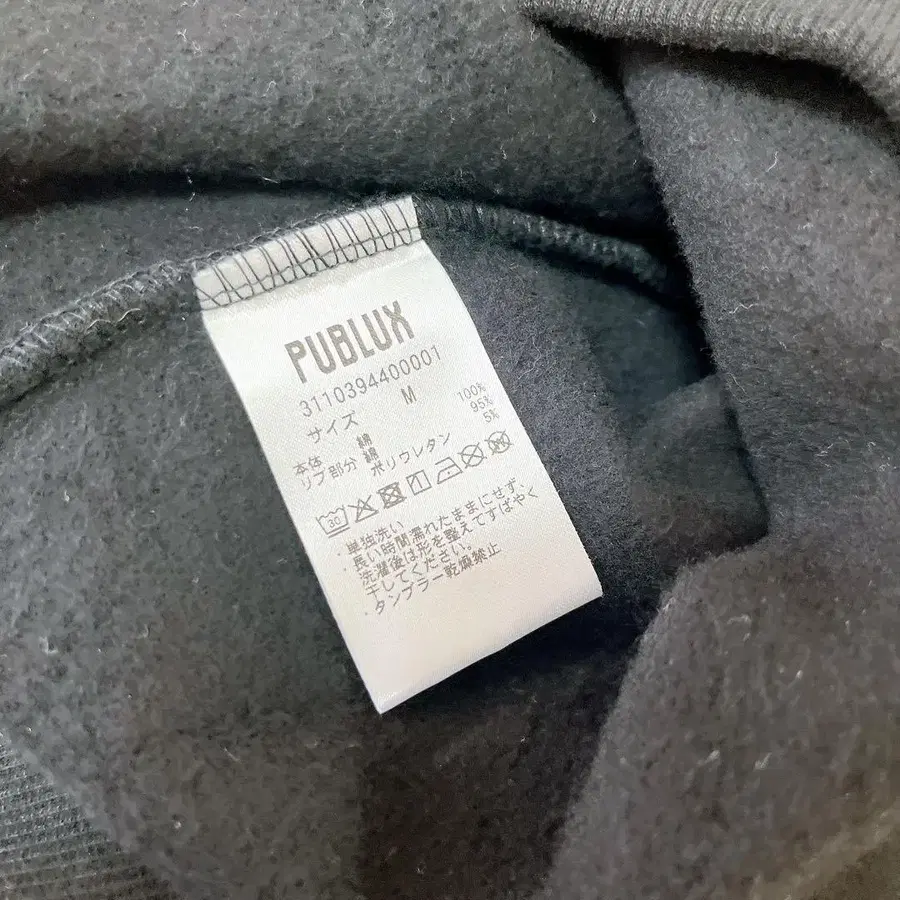 PUBLUX
3110394400001
サイズ M
本体 綿 100%
リブ部分 綿 95%
ポリウレタン 5%
30
・単独洗い
・長い時間濡れたままにせず、
洗濯後は形を整えてすばやく
干してください。
・タンブラー乾燥禁止